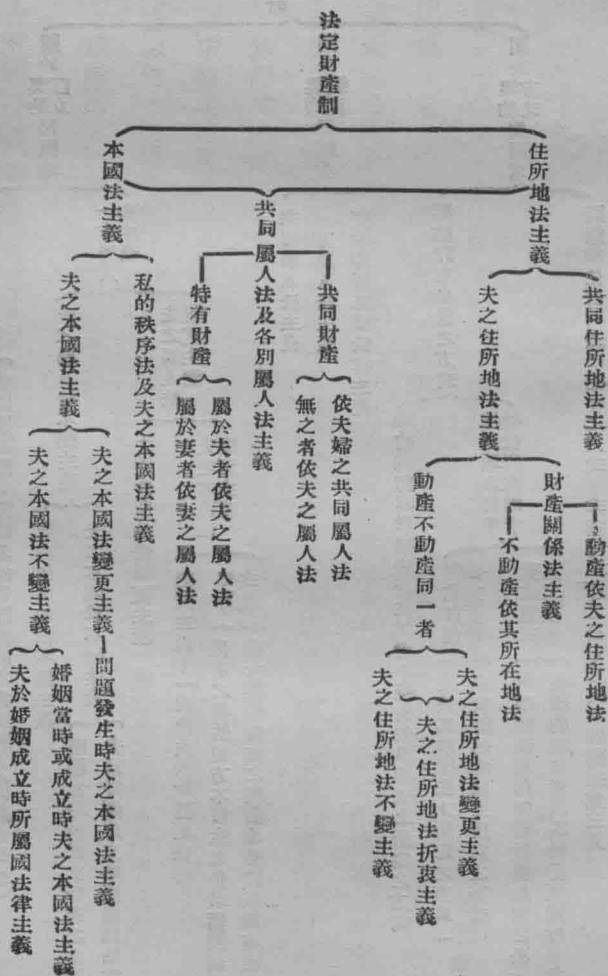 法定財產制
住所地法主義
共同住所地法主義
夫之住所地法主義
財產關係法主義
動產依夫之住所地法
不動產依其所在地法
動產不動產同一者
夫之住所地法變更主義
夫之住所地法折衷主義
夫之住所地法不變主義
共同屬人法及各別屬人法主義
共同財產
依夫婦之共同屬人法
無之者依夫之屬人法
特有財產
屬於夫者依夫之屬人法
屬於妻者依妻之屬人法
本國法主義
私的秩序法及夫之本國法主義
夫之本國法主義
夫之本國法變更主義—問題發生時夫之本國法主義
夫之本國法不變主義
婚姻當時或成立時夫之本國法主義
夫於婚姻成立時所屬國法律主義